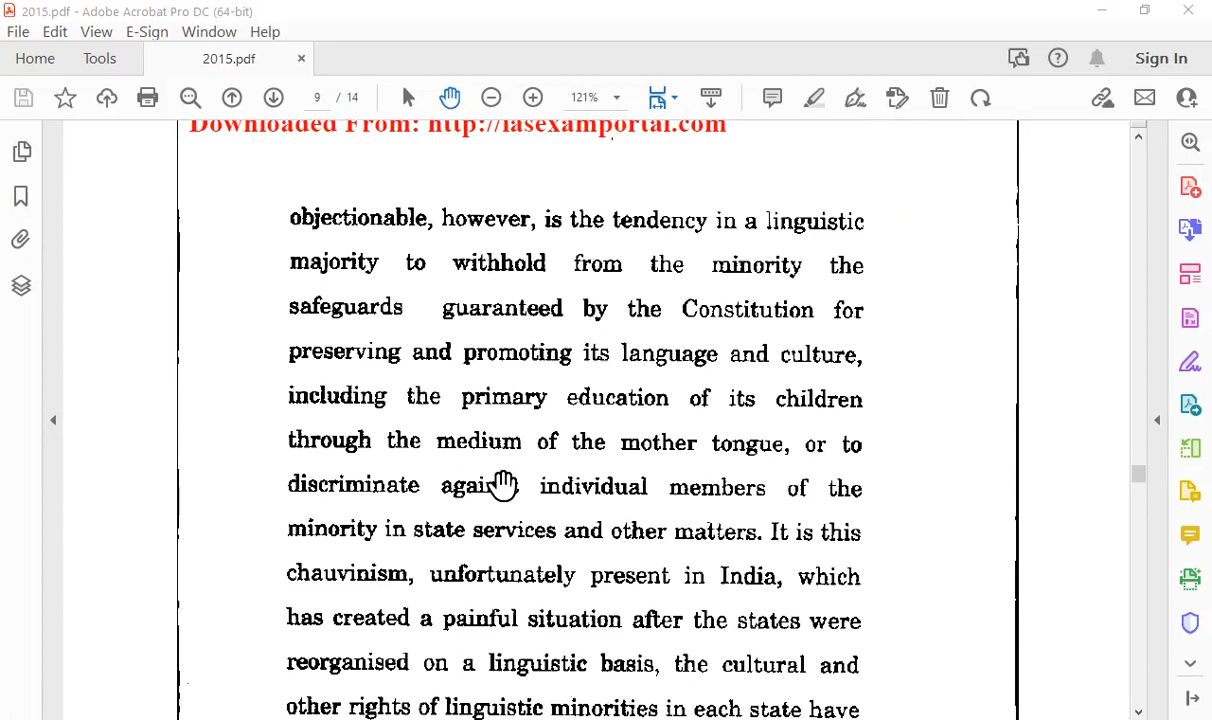 2015.pdf - Adobe Acrobat Pro DC (64-bit)
File Edit View E-Sign Window Help
Home Tools 2015.pdf × Sign In
9 / 14 121%
Downloaded From: http://iasexamportal.com
objectionable, however, is the tendency in a linguistic
majority to withhold from the minority the
safeguards guaranteed by the Constitution for
preserving and promoting its language and culture,
including the primary education of its children
through the medium of the mother tongue, or to
discriminate individual members of the
minority in state services and other matters. It is this
chauvinism, unfortunately present in India, which
has created a painful situation after the states were
reorganised on a linguistic basis, the cultural and
other rights of linguistic minorities in each state have